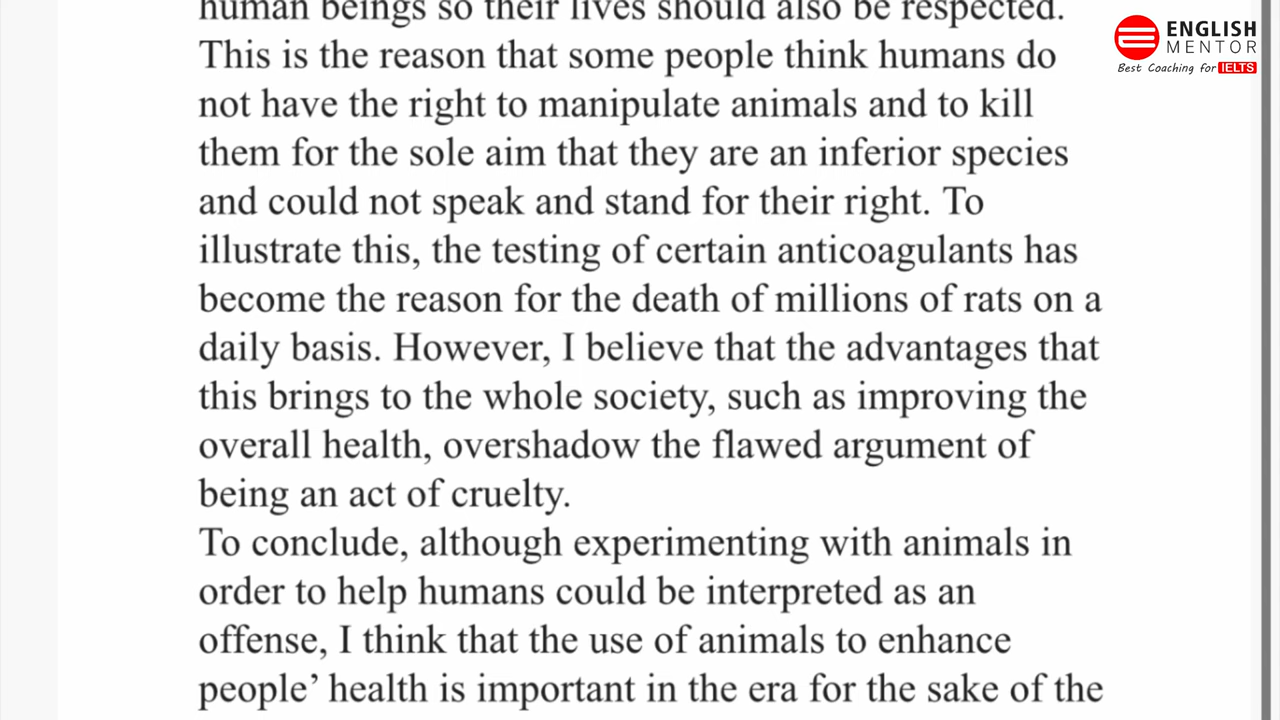 human beings so their lives should also be respected.
This is the reason that some people think humans do
not have the right to manipulate animals and to kill
them for the sole aim that they are an inferior species
and could not speak and stand for their right. To
illustrate this, the testing of certain anticoagulants has
become the reason for the death of millions of rats on a
daily basis. However, I believe that the advantages that
this brings to the whole society, such as improving the
overall health, overshadow the flawed argument of
being an act of cruelty.
To conclude, although experimenting with animals in
order to help humans could be interpreted as an
offense, I think that the use of animals to enhance
people’ health is important in the era for the sake of the
ENGLISH
MENTOR
Best Coaching for IELTS